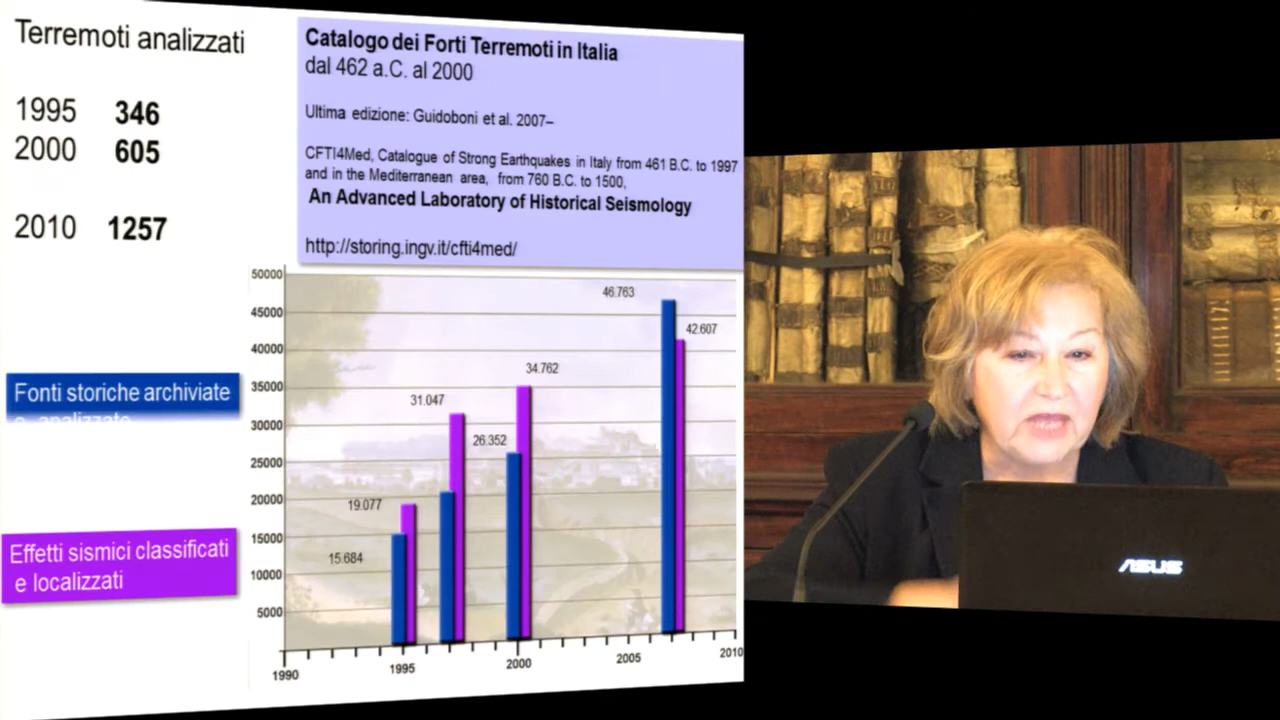 Terremoti analizzati
1995 346
2000 605
2010 1257
Catalogo dei Forti Terremoti in Italia
dal 462 a.C. al 2000
Ultima edizione: Guidoboni et al. 2007–
CFTI4Med, Catalogue of Strong Earthquakes in Italy from 461 B.C. to 1997
and in the Mediterranean area, from 760 B.C. to 1500,
An Advanced Laboratory of Historical Seismology
http://storing.ingv.it/cfti4med/
Fonti storiche archiviate
e analizzate
Effetti sismici classificati
e localizzati
50000
45000
40000
35000
30000
25000
20000
15000
10000
5000
46.763
42.607
34.762
31.047
26.352
19.077
15.684
1990
1995
2000
2005
2010
ASUS